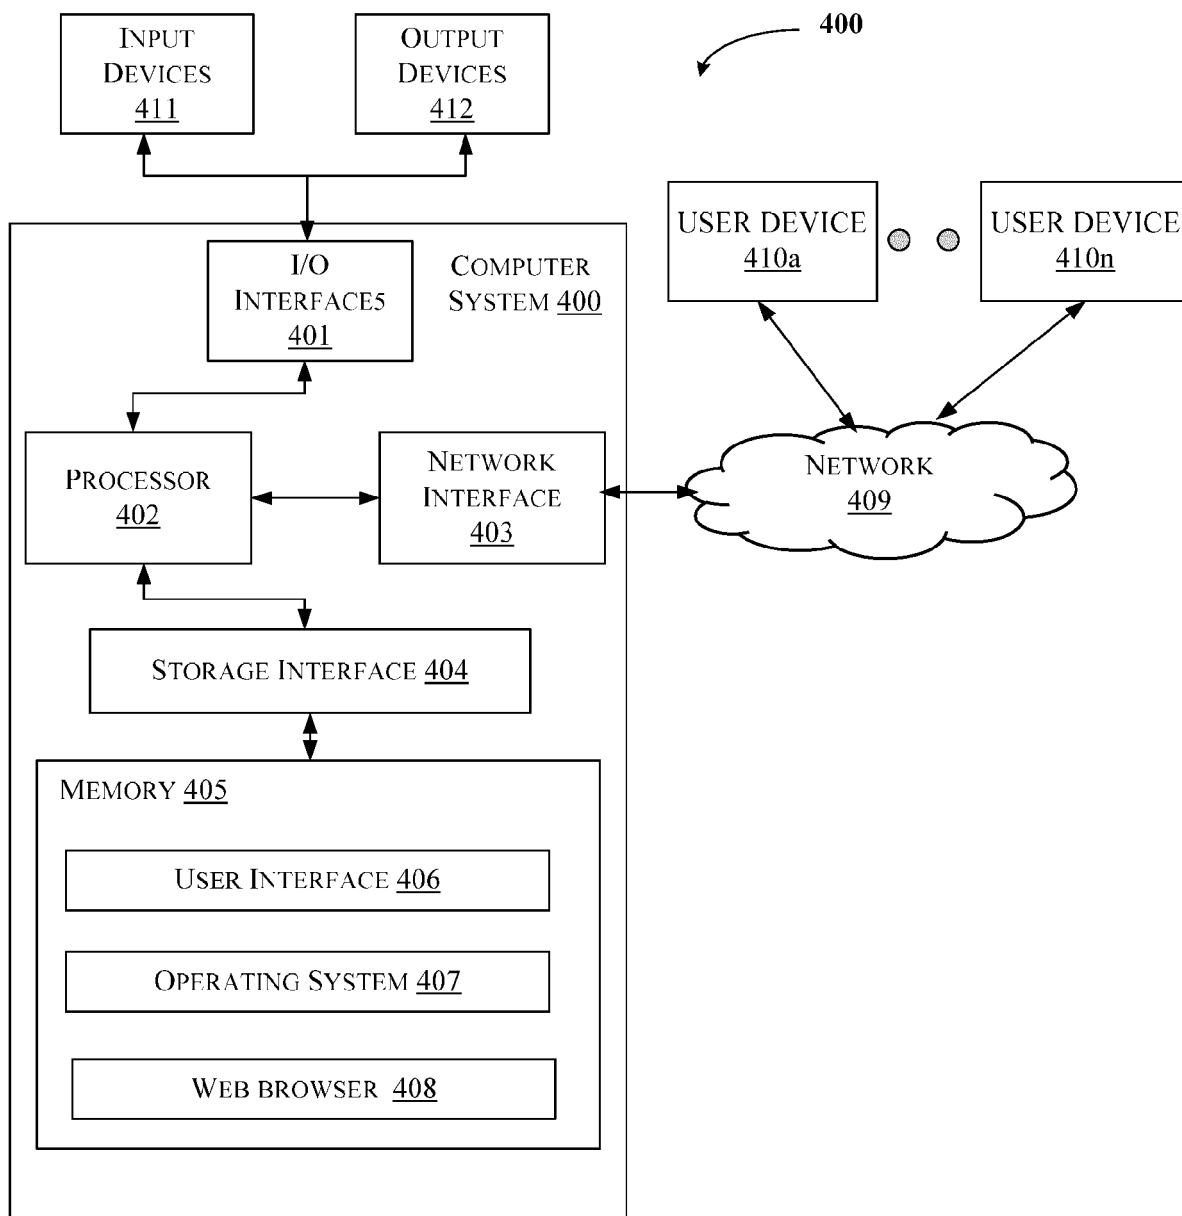 INPUT
DEVICES
411
OUTPUT
DEVICES
412
400
USER DEVICE
410a
USER DEVICE
410n
I/O
INTERFACE5
401
COMPUTER
SYSTEM 400
PROCESSOR
402
NETWORK
INTERFACE
403
NETWORK
409
STORAGE INTERFACE 404
MEMORY 405
USER INTERFACE 406
OPERATING SYSTEM 407
WEB BROWSER 408